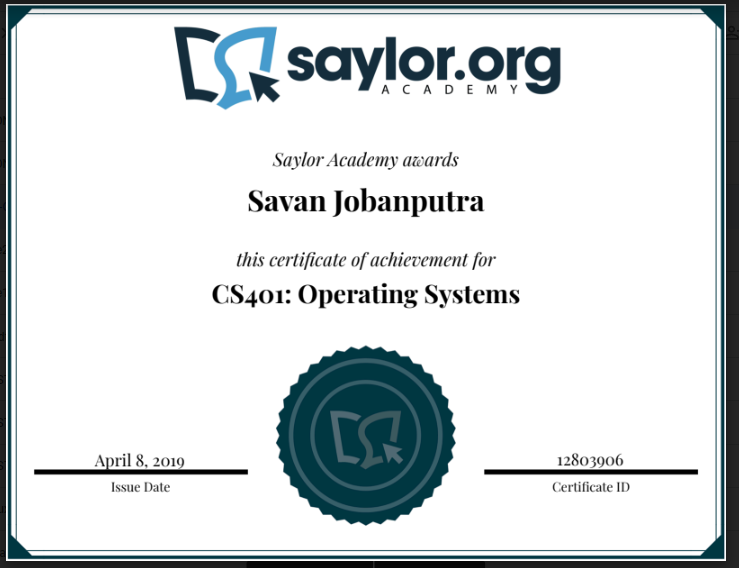 saylor.org
ACADEMY
Saylor Academy awards
Savan Jobanputra
this certificate of achievement for
CS401: Operating Systems
April 8, 2019
Issue Date
12803906
Certificate ID